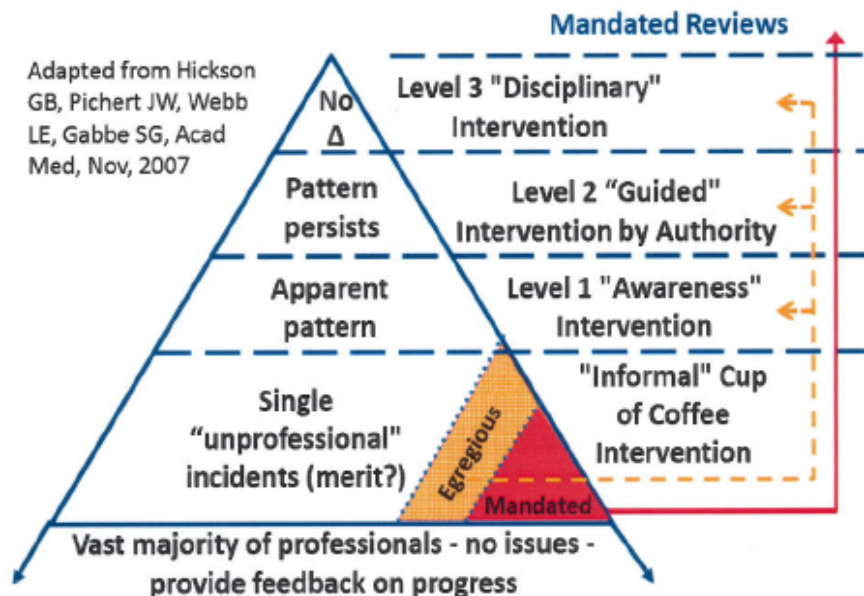 Mandated Reviews
Adapted from Hickson
GB, Pichert JW, Webb
LE, Gabbe SG, Acad
Med, Nov, 2007
No
Δ
Level 3 "Disciplinary"
Intervention
Pattern
persists
Level 2 “Guided"
Intervention by Authority
Apparent
pattern
Level 1 "Awareness"
Intervention
Single
“unprofessional"
incidents (merit?)
Egregious
Mandated
"Informal" Cup
of Coffee
Intervention
Vast majority of professionals - no issues -
provide feedback on progress